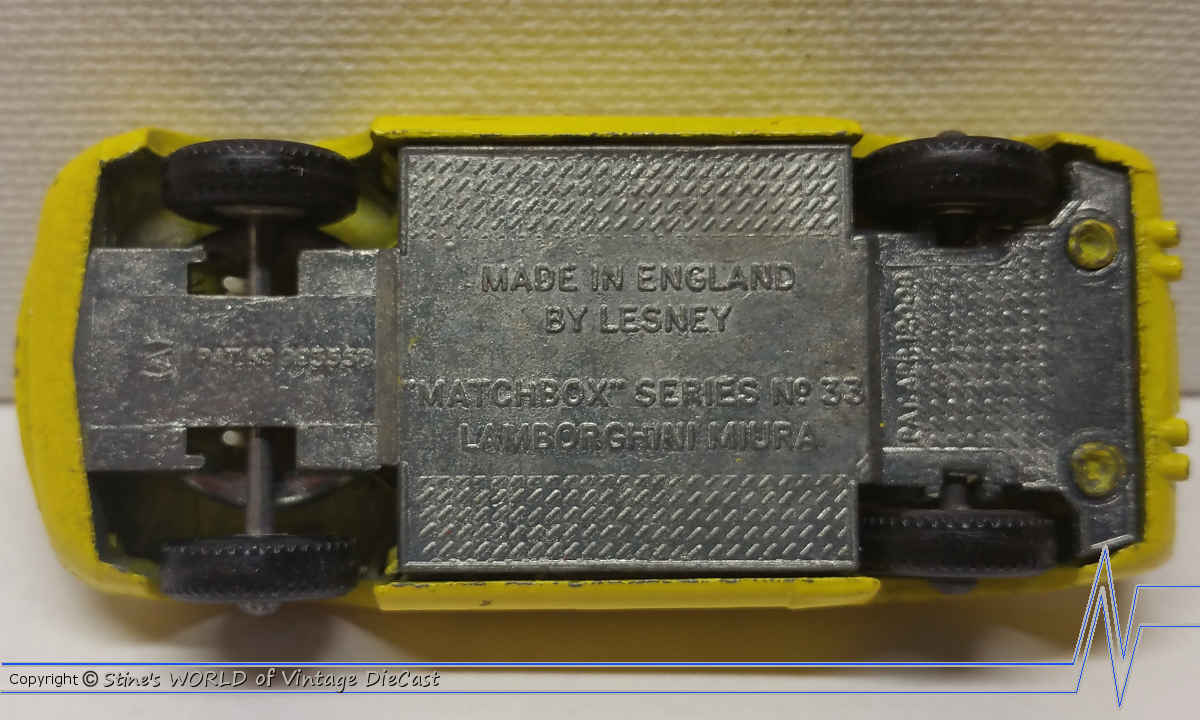 MADE IN ENGLAND
BY LESNEY
"MATCHBOX" SERIES Nº 33
LAMBORGHINI MIURA
Copyright © Stine's WORLD of Vintage DieCast